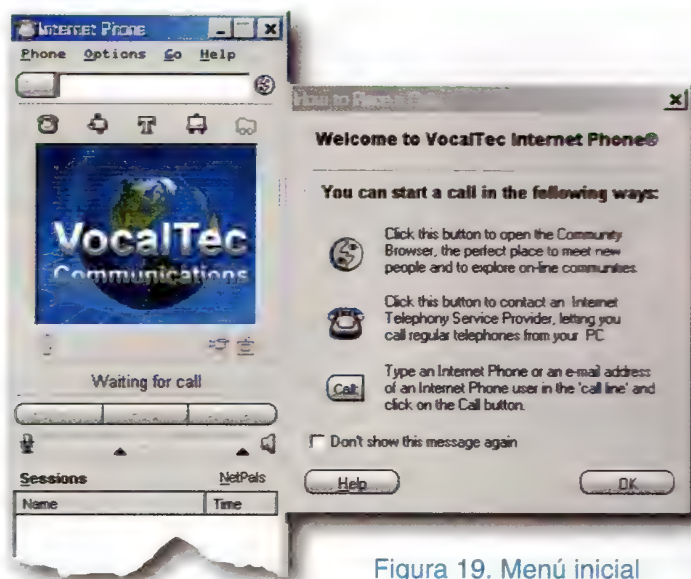 Internet Phone
Phone Options Go Help
VocalTec
Communications
Waiting for call
Sessions NetPals
Name Time
How to Place a Call
Welcome to VocalTec Internet Phone®
You can start a call in the following ways:
Click this button to open the Community
Browser, the perfect place to meet new
people and to explore on-line communities.
Click this button to contact an Internet
Telephony Service Provider, letting you
call regular telephones from your PC
Call
Type an Internet Phone or an e-mail address
of an Internet Phone user in the 'call line' and
click on the Call button.
Don't show this message again
Help OK
Figura 19. Menú inicial